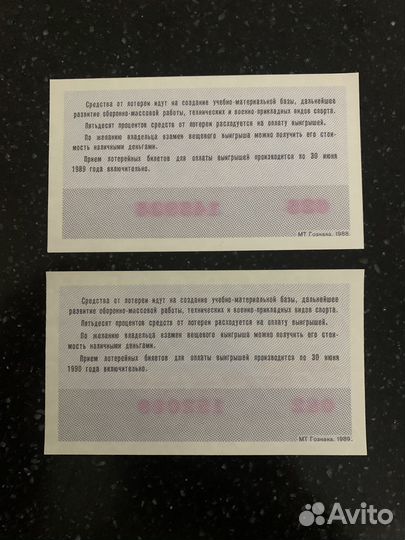 Средства от лотереи идут на создание учебно-материальной базы, дальнейшее
развитие оборонно-массовой работы, технических и военно-прикладных видов спорта.
Пятьдесят процентов средств от лотереи расходуется на оплату выигрышей.
По желанию владельца взамен вещевого выигрыша можно получить его стои-
мость наличными деньгами.
Прием лотерейных билетов для оплаты выигрышей производится по 30 июня
1989 года включительно.
МТ Гознака. 1988.
Средства от лотереи идут на создание учебно-материальной базы, дальнейшее
развитие оборонно-массовой работы, технических и военно-прикладных видов спорта.
Пятьдесят процентов средств от лотереи расходуется на оплату выигрышей.
По желанию владельца взамен вещевого выигрыша можно получить его стои-
мость наличными деньгами.
Прием лотерейных билетов для оплаты выигрышей производится по 30 июня
1990 года включительно.
МТ Гознака. 1989.
Avito